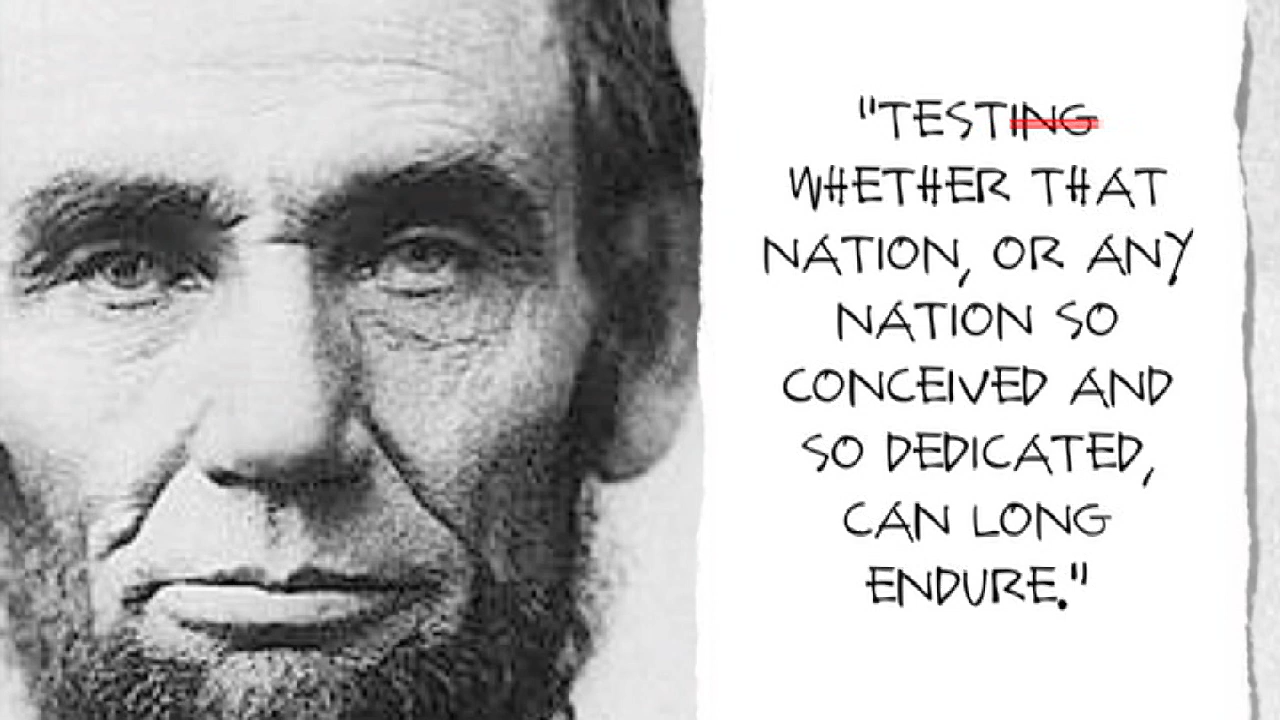 "TESTING
WHETHER THAT
NATION, OR ANY
NATION SO
CONCEIVED AND
SO DEDICATED,
CAN LONG
ENDURE."